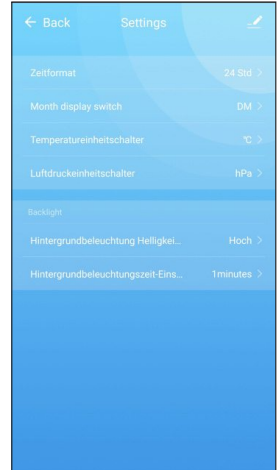 ← Back Settings
Zeitformat 24 Std >
Month display switch DM >
Temperatureinheitschalter °C >
Luftdruckeinheitschalter hPa >
Backlight
Hintergrundbeleuchtung Helligkei... Hoch >
Hintergrundbeleuchtungszeit-Eins... 1minutes >